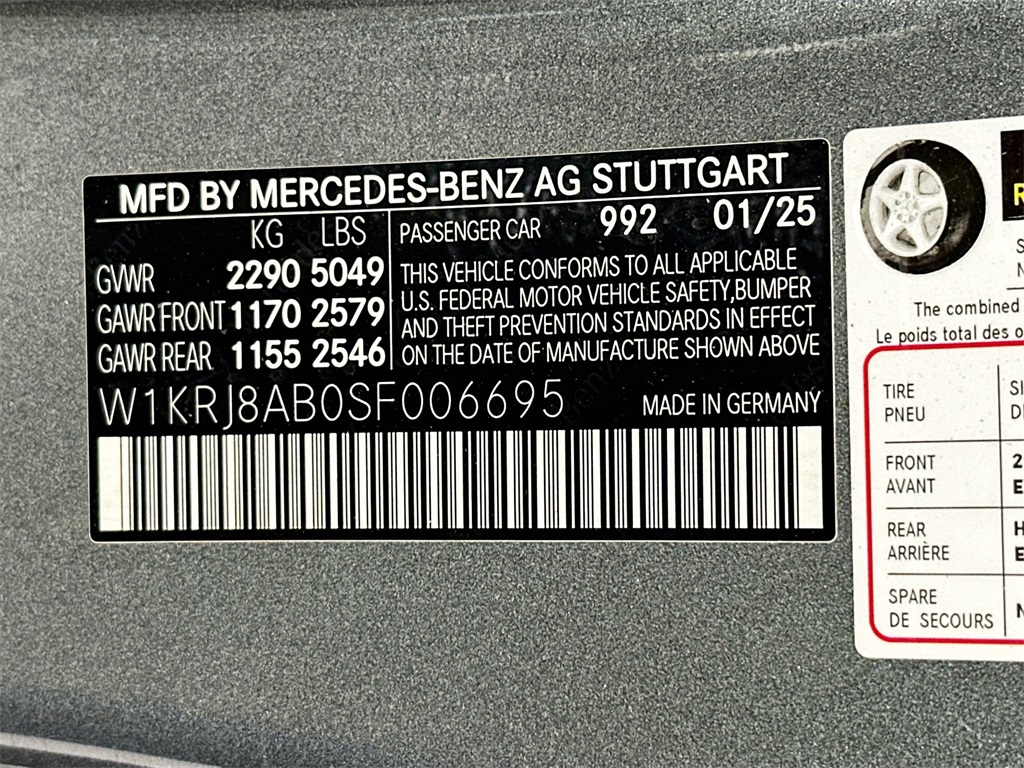 MFD BY MERCEDES-BENZ AG STUTTGART
KG LBS
GVWR 2290 5049
GAWR FRONT 1170 2579
GAWR REAR 1155 2546
PASSENGER CAR 992 01/25
THIS VEHICLE CONFORMS TO ALL APPLICABLE
U.S. FEDERAL MOTOR VEHICLE SAFETY,BUMPER
AND THEFT PREVENTION STANDARDS IN EFFECT
ON THE DATE OF MANUFACTURE SHOWN ABOVE
W1KRJ8AB0SF006695
MADE IN GERMANY
The combined
Le poids total des o
TIRE
PNEU
FRONT
AVANT
REAR
ARRIÈRE
SPARE
DE SECOURS